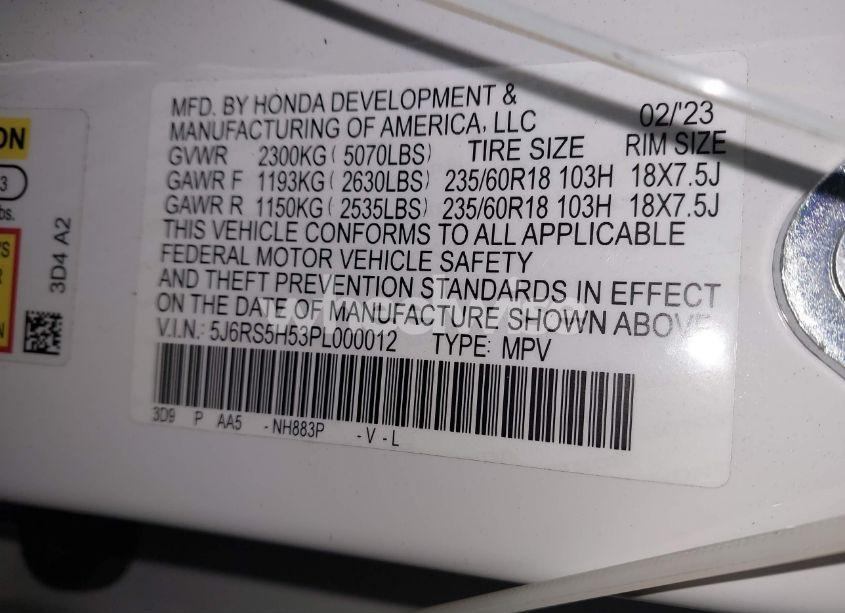 ON
3
bs.
'S
R
N
3D4 A2
MFD. BY HONDA DEVELOPMENT &
MANUFACTURING OF AMERICA, LLC 02/'23
GVWR 2300KG ( 5070LBS) TIRE SIZE RIM SIZE
GAWR F 1193KG ( 2630LBS) 235/60R18 103H 18X7.5J
GAWR R 1150KG ( 2535LBS) 235/60R18 103H 18X7.5J
THIS VEHICLE CONFORMS TO ALL APPLICABLE
FEDERAL MOTOR VEHICLE SAFETY
AND THEFT PREVENTION STANDARDS IN EFFECT
ON THE DATE OF MANUFACTURE SHOWN ABOVE.
V.I.N.: 5J6RS5H53PL000012 TYPE: MPV
3D9 P AA5 -NH883P -V-L